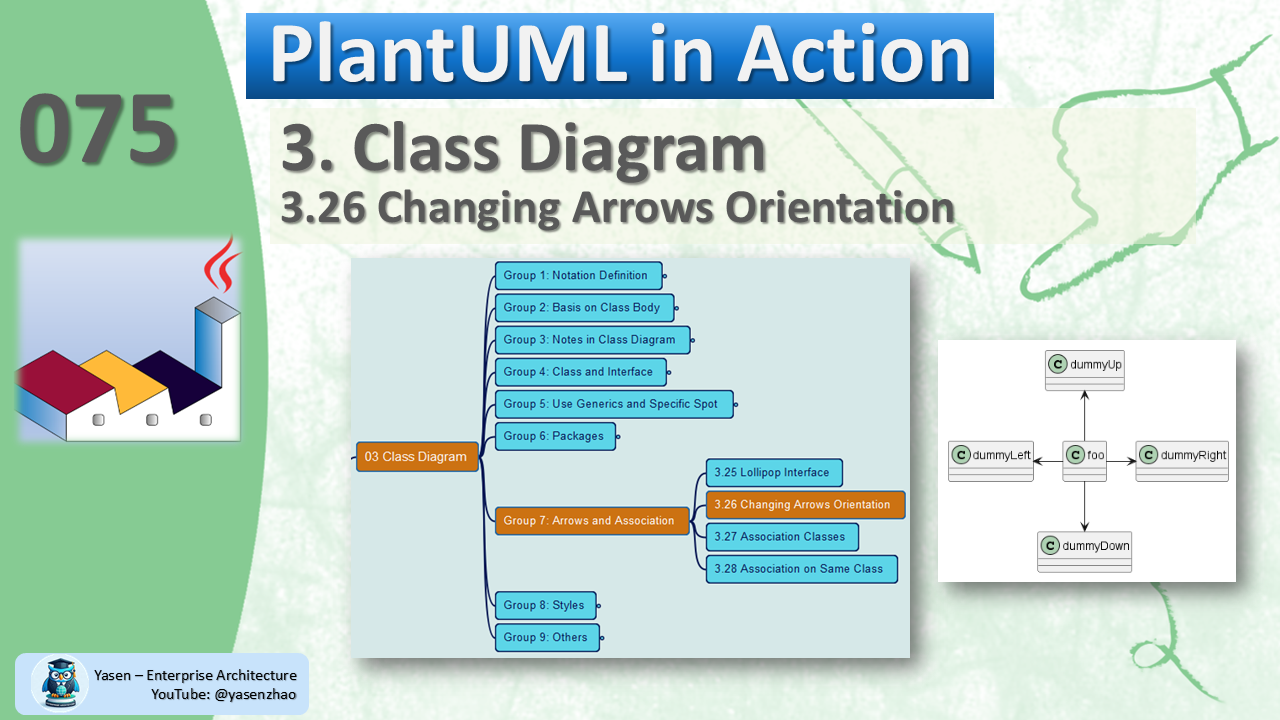 PlantUML in Action
075
3. Class Diagram
3.26 Changing Arrows Orientation
Group 1: Notation Definition
Group 2: Basis on Class Body
Group 3: Notes in Class Diagram
Group 4: Class and Interface
Group 5: Use Generics and Specific Spot
Group 6: Packages
03 Class Diagram
3.25 Lollipop Interface
3.26 Changing Arrows Orientation
Group 7: Arrows and Association
3.27 Association Classes
3.28 Association on Same Class
Group 8: Styles
Group 9: Others
C dummyUp
C dummyLeft
C foo
C dummyRight
C dummyDown
Yasen – Enterprise Architecture
YouTube: @yasenzhao